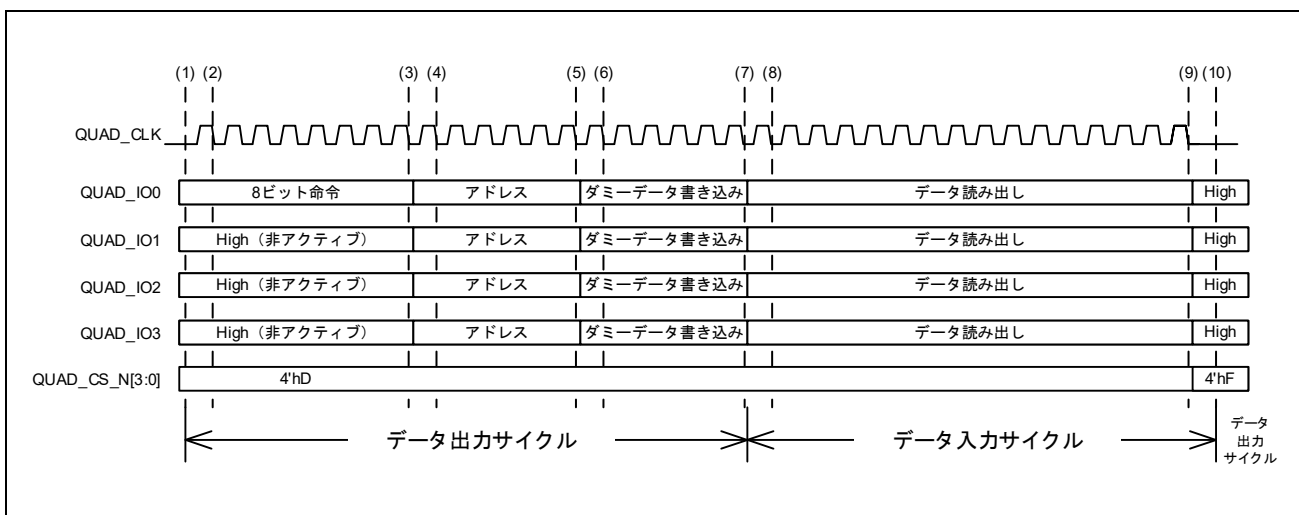 (1) (2) (3) (4) (5) (6) (7) (8) (9) (10)
QUAD_CLK
QUAD_IO0 8ビット命令 アドレス ダミーデータ書き込み データ読み出し High
QUAD_IO1 High（非アクティブ） アドレス ダミーデータ書き込み データ読み出し High
QUAD_IO2 High（非アクティブ） アドレス ダミーデータ書き込み データ読み出し High
QUAD_IO3 High（非アクティブ） アドレス ダミーデータ書き込み データ読み出し High
QUAD_CS_N[3:0] 4'hD 4'hF
データ出力サイクル データ入力サイクル データ
出力
サイクル